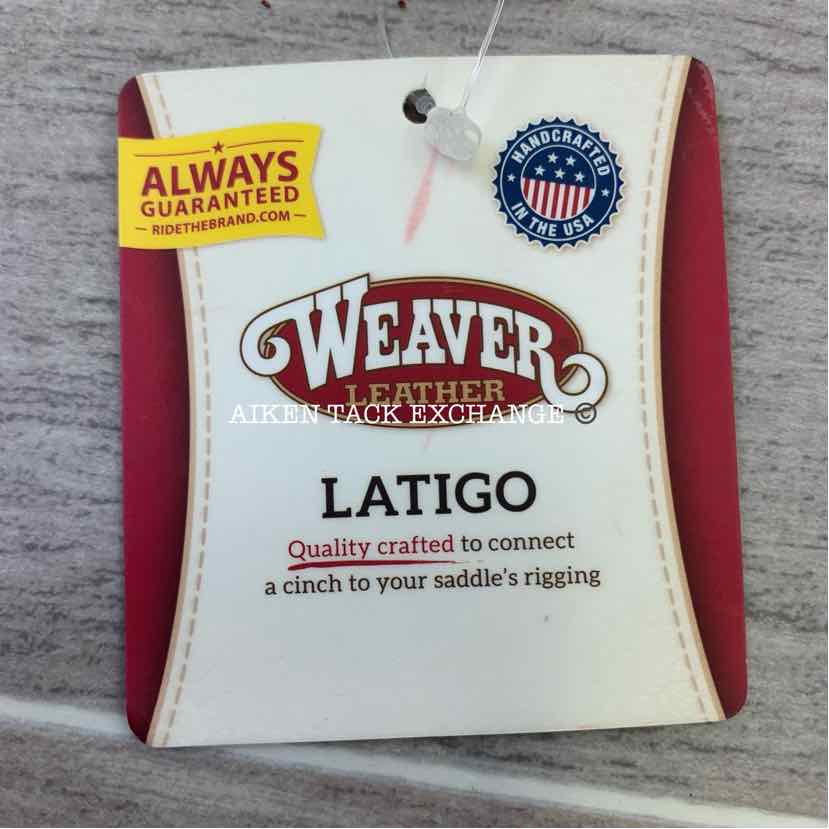 ALWAYS
GUARANTEED
RIDETHEBRAND.COM
HANDCRAFTED
IN THE USA
WEAVER
LEATHER
AIKEN TACK EXCHANGE ©
LATIGO
Quality crafted to connect
a cinch to your saddle's rigging